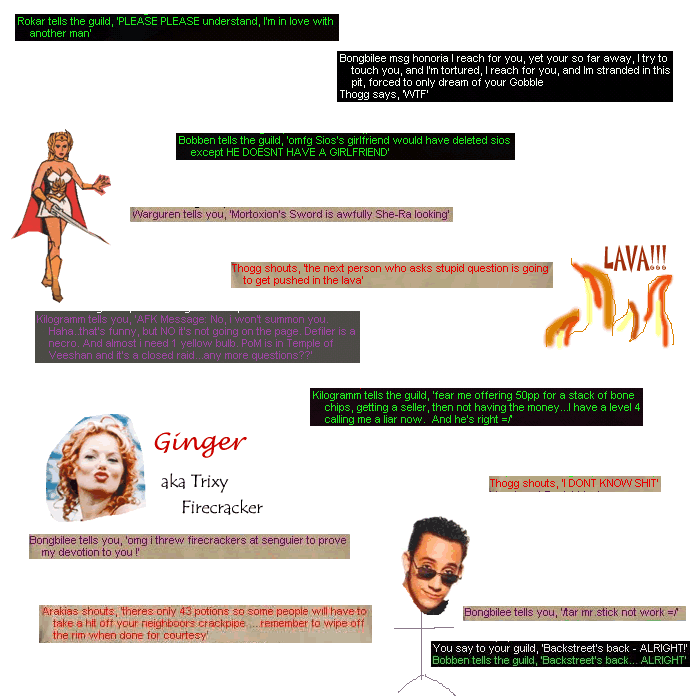 Rokar tells the guild, 'PLEASE PLEASE understand, I'm in love with
another man'
Bongbilee msg honoria I reach for you, yet your so far away, I try to
touch you, and I'm tortured, I reach for you, and Im stranded in this
pit, forced to only dream of your Gobble
Thogg says, 'WTF'
Bobben tells the guild, 'omfg Sios's girlfriend would have deleted sios
except HE DOESNT HAVE A GIRLFRIEND'
Warguren tells you, 'Mortoxion's Sword is awfully She-Ra looking'
LAVA!!!
Thogg shouts, 'the next person who asks stupid question is going
to get pushed in the lava'
Kilogramm tells you, 'AFK Message: No, i won't summon you.
Haha..that's funny, but NO it's not going on the page. Defiler is a
necro. And almost i need 1 yellow bulb. PoM is in Temple of
Veeshan and it's a closed raid...any more questions??'
Kilogramm tells the guild, 'fear me offering 50pp for a stack of bone
chips, getting a seller, then not having the money...I have a level 4
calling me a liar now.  And he's right =/'
Ginger
aka Trixy
Firecracker
Thogg shouts, 'I DONT KNOW SHIT'
Bongbilee tells you, 'omg i threw firecrackers at senguier to prove
my devotion to you !'
Arakias shouts, 'theres only 43 potions so some people will have to
take a hit off your neighboors crackpipe.....remember to wipe off
the rim when done for courtesy'
Bongbilee tells you, '/tar mr.stick not work =/'
You say to your guild, 'Backstreet's back - ALRIGHT!'
Bobben tells the guild, 'Backstreet's back... ALRIGHT'